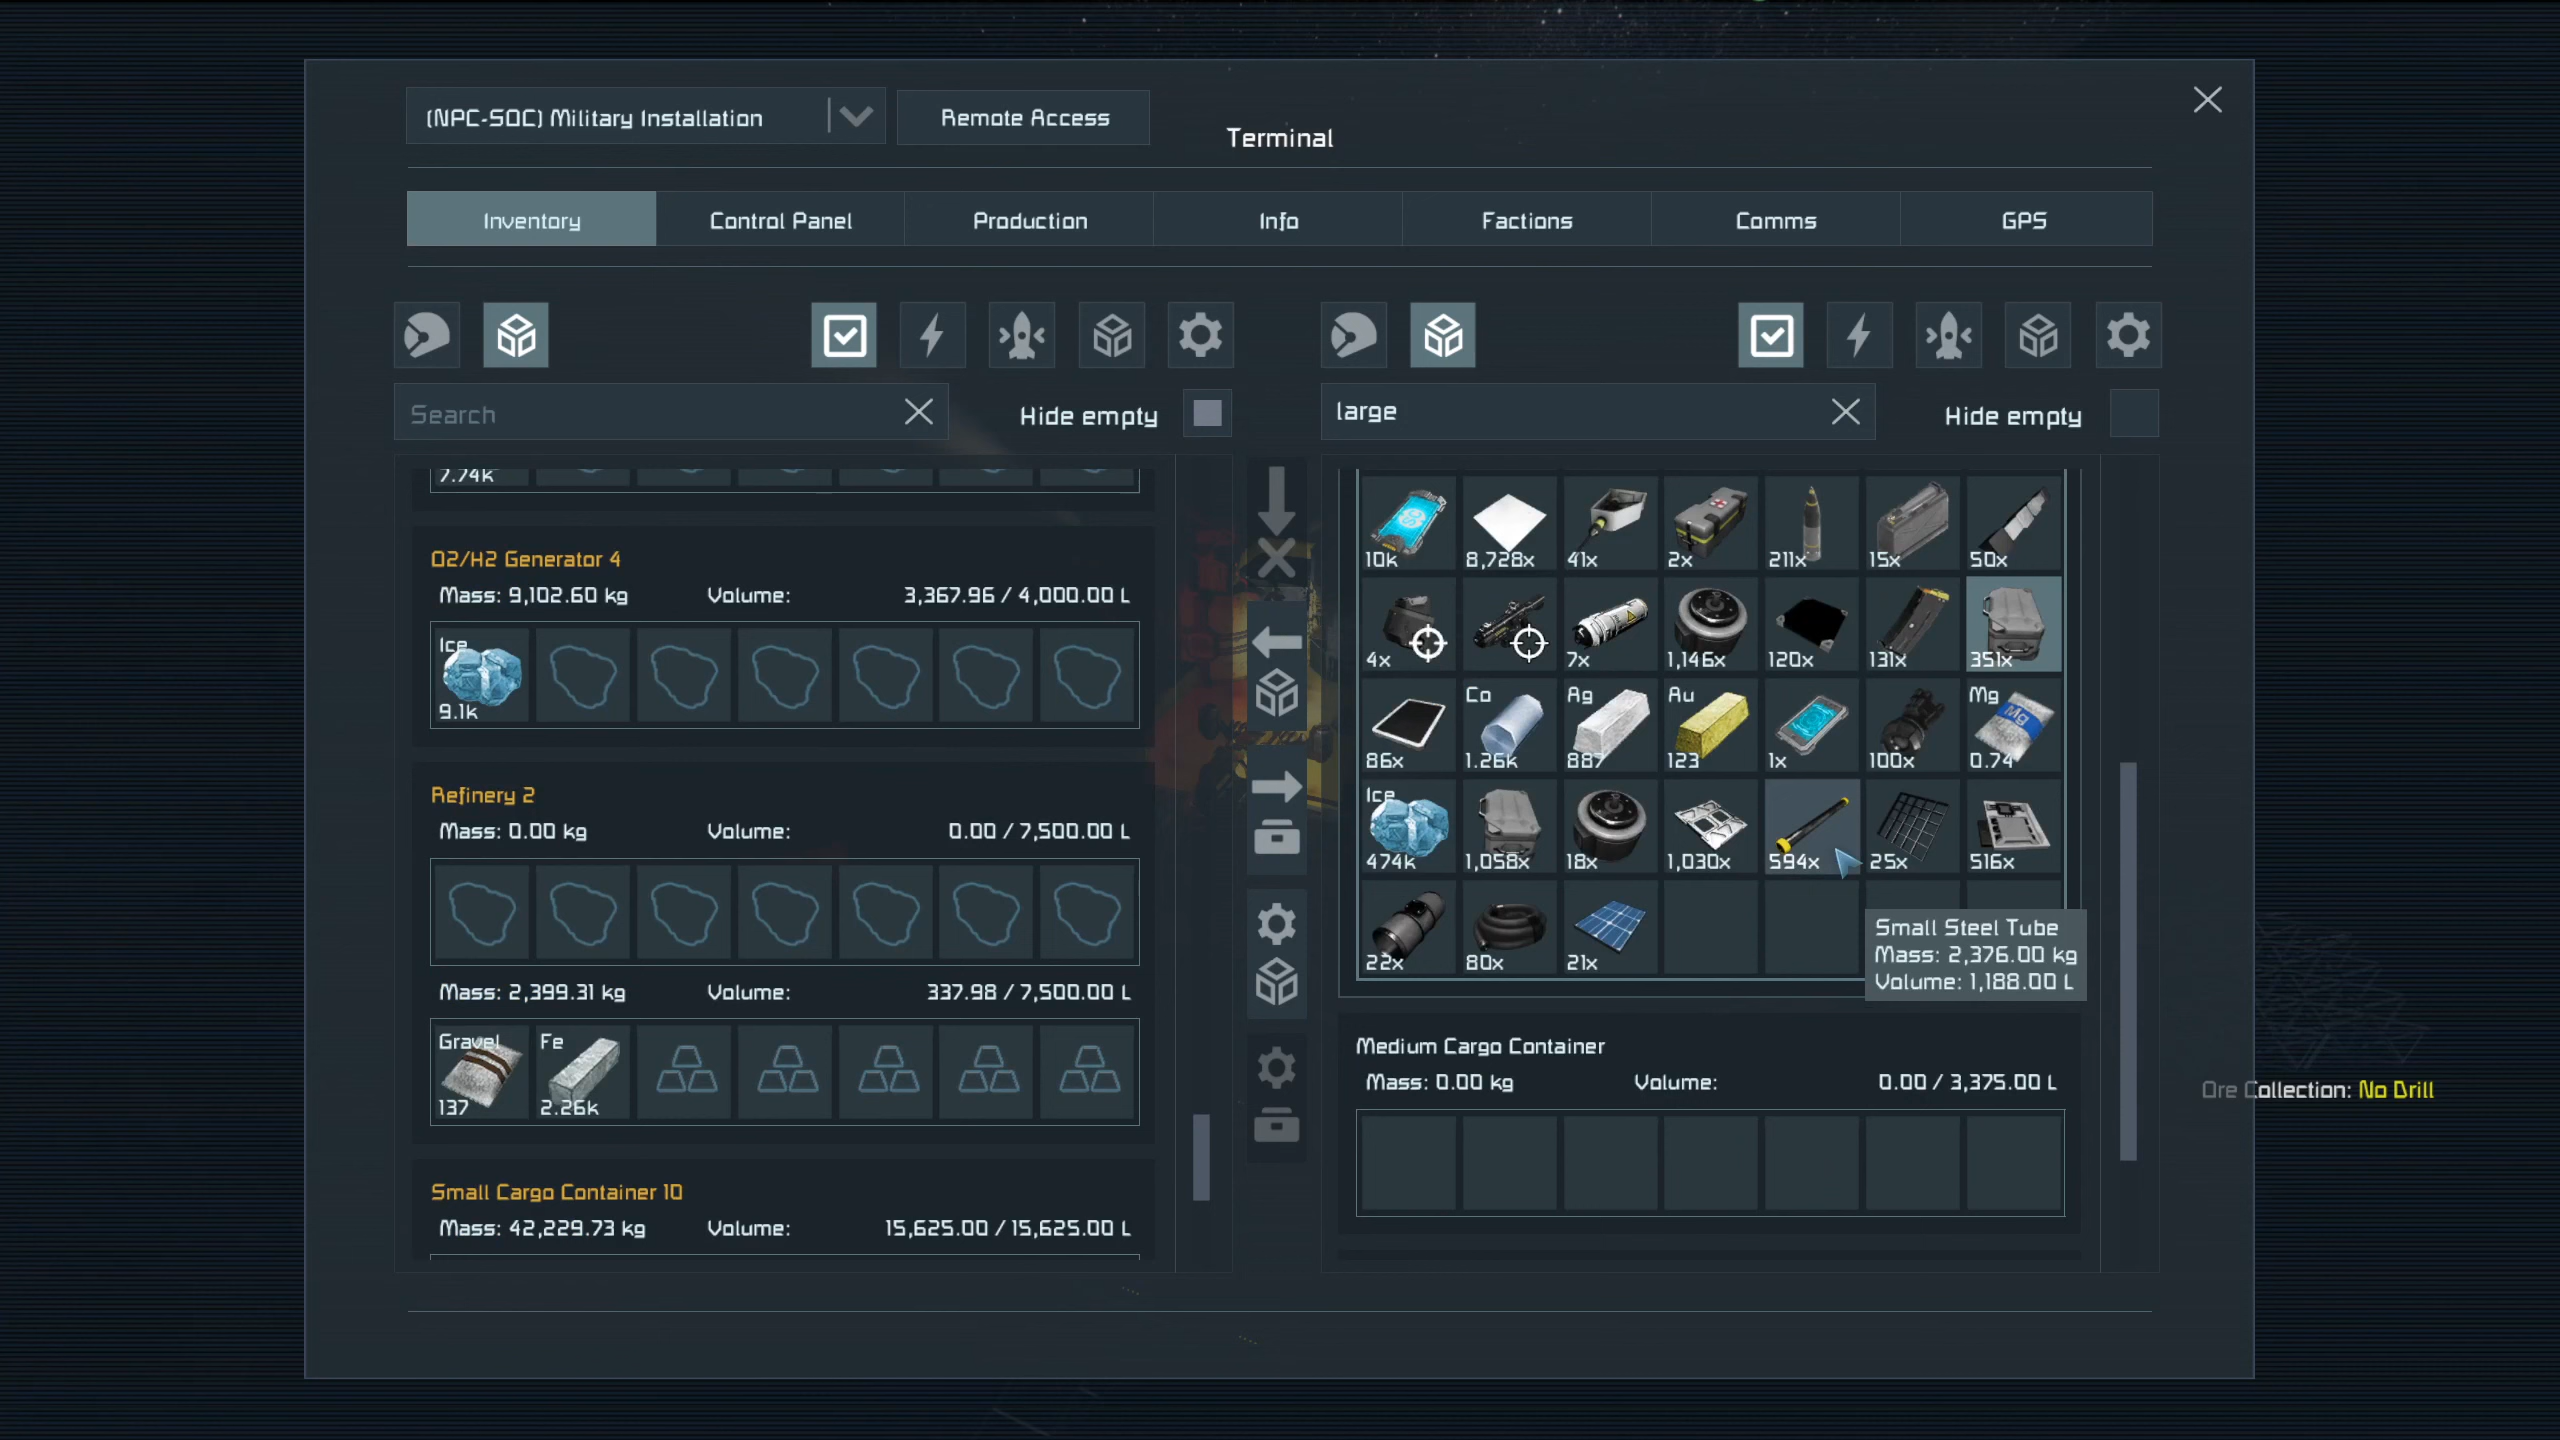 (NPC-SOC) Military Installation
Remote Access
Terminal
Inventory
Control Panel
Production
Info
Factions
Comms
GPS
Search
Hide empty
large
Hide empty
7.74k
O2/H2 Generator 4
Mass: 9,102.60 kg
Volume:
3,367.96 / 4,000.00 L
Ice
9.1k
Refinery 2
Mass: 0.00 kg
Volume:
0.00 / 7,500.00 L
Mass: 2,399.31 kg
Volume:
337.98 / 7,500.00 L
Gravel
Fe
137
2.26k
Small Cargo Container 10
Mass: 42,229.73 kg
Volume:
15,625.00 / 15,625.00 L
10k
8,728x
41x
2x
211x
15x
50x
4x
7x
1,146x
120x
131x
351x
Co
Ag
Au
Mg
Mg
86x
1.26k
887
123
1x
100x
0.74
Ice
474k
1,058x
18x
1,030x
594x
25x
516x
22x
80x
21x
Small Steel Tube
Mass: 2,376.00 kg
Volume: 1,188.00 L
Medium Cargo Container
Mass: 0.00 kg
Volume:
0.00 / 3,375.00 L
Ore Collection: No Drill